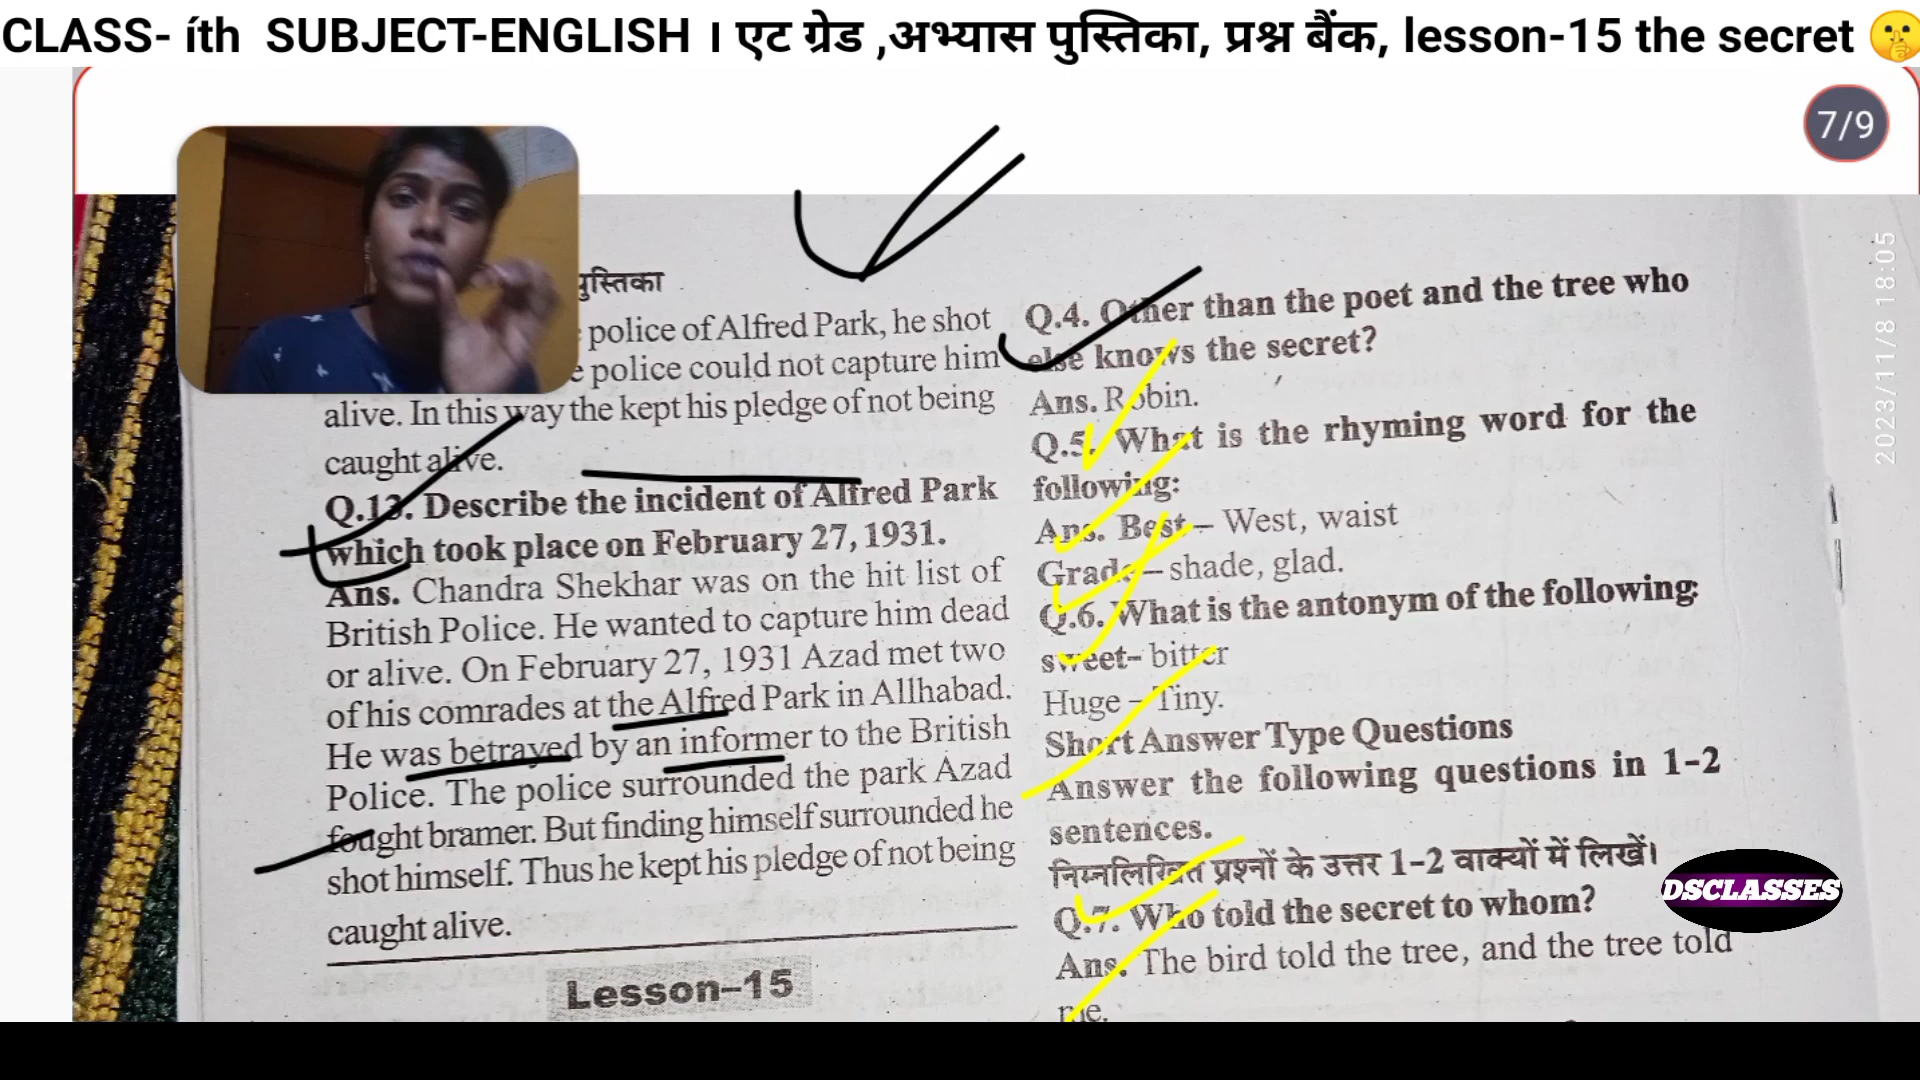 CLASS- íth SUBJECT-ENGLISH । एट ग्रेड ,अभ्यास पुस्तिका, प्रश्न बैंक, lesson-15 the secret 🤫
7/9
पुस्तिका
police of Alfred Park, he shot
police could not capture him
alive. In this way the kept his pledge of not being
caught alive.
Q.13. Describe the incident of Alfred Park
which took place on February 27, 1931.
Ans. Chandra Shekhar was on the hit list of
British Police. He wanted to capture him dead
or alive. On February 27, 1931 Azad met two
of his comrades at the Alfred Park in Allhabad.
He was betrayed by an informer to the British
Police. The police surrounded the park Azad
fought bramer. But finding himself surrounded he
shot himself. Thus he kept his pledge of not being
caught alive.
Lesson–15
Q.4. Other than the poet and the tree who
else knows the secret?
Ans. Robin.
Q.5. What is the rhyming word for the
following:
Ans. Best – West, waist
Grade – shade, glad.
Q.6. What is the antonym of the following:
sweet– bitter
Huge – Tiny.
Short Answer Type Questions
Answer the following questions in 1-2
sentences.
निम्नलिखित प्रश्नों के उत्तर 1-2 वाक्यों में लिखें।
Q.7. Who told the secret to whom?
Ans. The bird told the tree, and the tree told
me.
DSCLASSES
2023/11/8 18:05